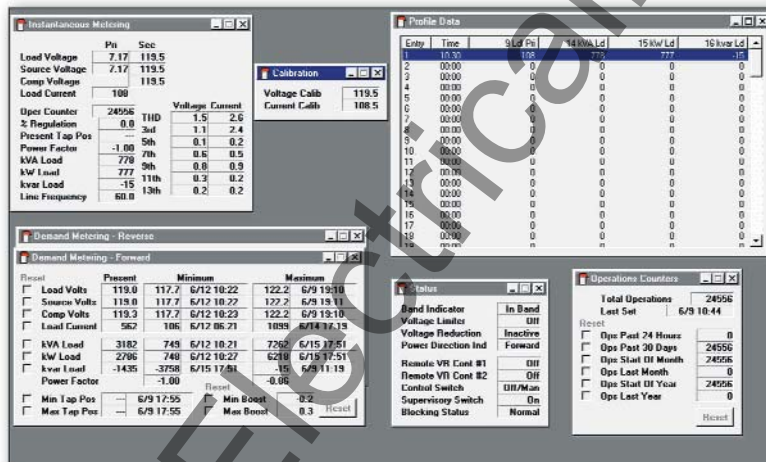 Instantaneous Metering
Pri Sec
Load Voltage 7.17 119.5
Source Voltage 7.17 119.5
Comp Voltage 119.5
Load Current 108
Oper Counter 24556
% Regulation 0.0
Present Tap Pos ---
Power Factor -1.00
kVA Load 778
kW Load 777
kvar Load -15
Line Frequency 60.0
Voltage Current
THD 1.5 2.6
3rd 1.1 2.4
5th 0.1 0.2
7th 0.6 0.5
9th 0.8 0.9
11th 0.3 0.2
13th 0.2 0.2
Calibration
Voltage Calib 119.5
Current Calib 108.5
Profile Data
Entry Time 9 Ld Pri 14 kVA Ld 15 kW Ld 16 kvar Ld
1 10:30 108 778 777 -15
2 00:00 0 0 0 0
3 00:00 0 0 0 0
4 00:00 0 0 0 0
5 00:00 0 0 0 0
6 00:00 0 0 0 0
7 00:00 0 0 0 0
8 00:00 0 0 0 0
9 00:00 0 0 0 0
10 00:00 0 0 0 0
11 00:00 0 0 0 0
12 00:00 0 0 0 0
13 00:00 0 0 0 0
14 00:00 0 0 0 0
15 00:00 0 0 0 0
16 00:00 0 0 0 0
17 00:00 0 0 0 0
18 00:00 0 0 0 0
Demand Metering - Reverse
Demand Metering - Forward
Reset Present Minimum Maximum
Load Volts 119.0 117.7 6/12 10:22 122.2 6/9 19:10
Source Volts 119.0 117.7 6/12 10:22 122.2 6/9 19:11
Comp Volts 119.3 117.7 6/12 10:23 122.2 6/9 19:10
Load Current 562 106 6/12 06:21 1099 6/14 17:19
kVA Load 3182 749 6/12 10:21 7262 6/15 17:51
kW Load 2786 748 6/12 10:27 6218 6/15 17:51
kvar Load -1435 -3758 6/15 17:51 -15 6/9 11:19
Power Factor -1.00 -0.86
Reset
Min Tap Pos --- 6/9 17:55 Min Boost -0.2
Max Tap Pos --- 6/9 17:55 Max Boost 0.3 Reset
Status
Band Indicator In Band
Voltage Limiter Off
Voltage Reduction Inactive
Power Direction Ind Forward
Remote VR Cont #1 Off
Remote VR Cont #2 Off
Control Switch Off/Man
Supervisory Switch On
Blocking Status Normal
Operations Counters
Total Operations 24556
Last Set 6/9 10:44
Reset
Ops Past 24 Hours 0
Ops Past 30 Days 24556
Ops Start Of Month 24556
Ops Last Month 0
Ops Start Of Year 24556
Ops Last Year 0
Reset
Electrical